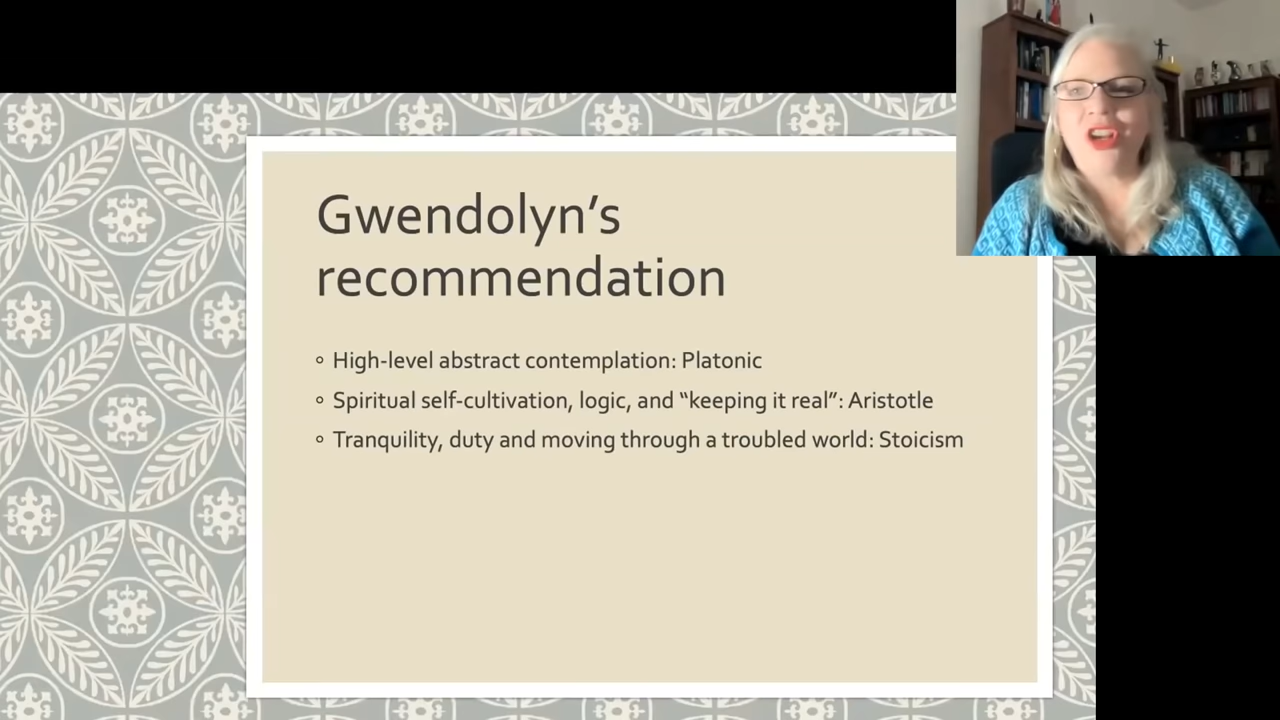 Gwendolyn’s
recommendation
High-level abstract contemplation: Platonic
Spiritual self-cultivation, logic, and “keeping it real”: Aristotle
Tranquility, duty and moving through a troubled world: Stoicism